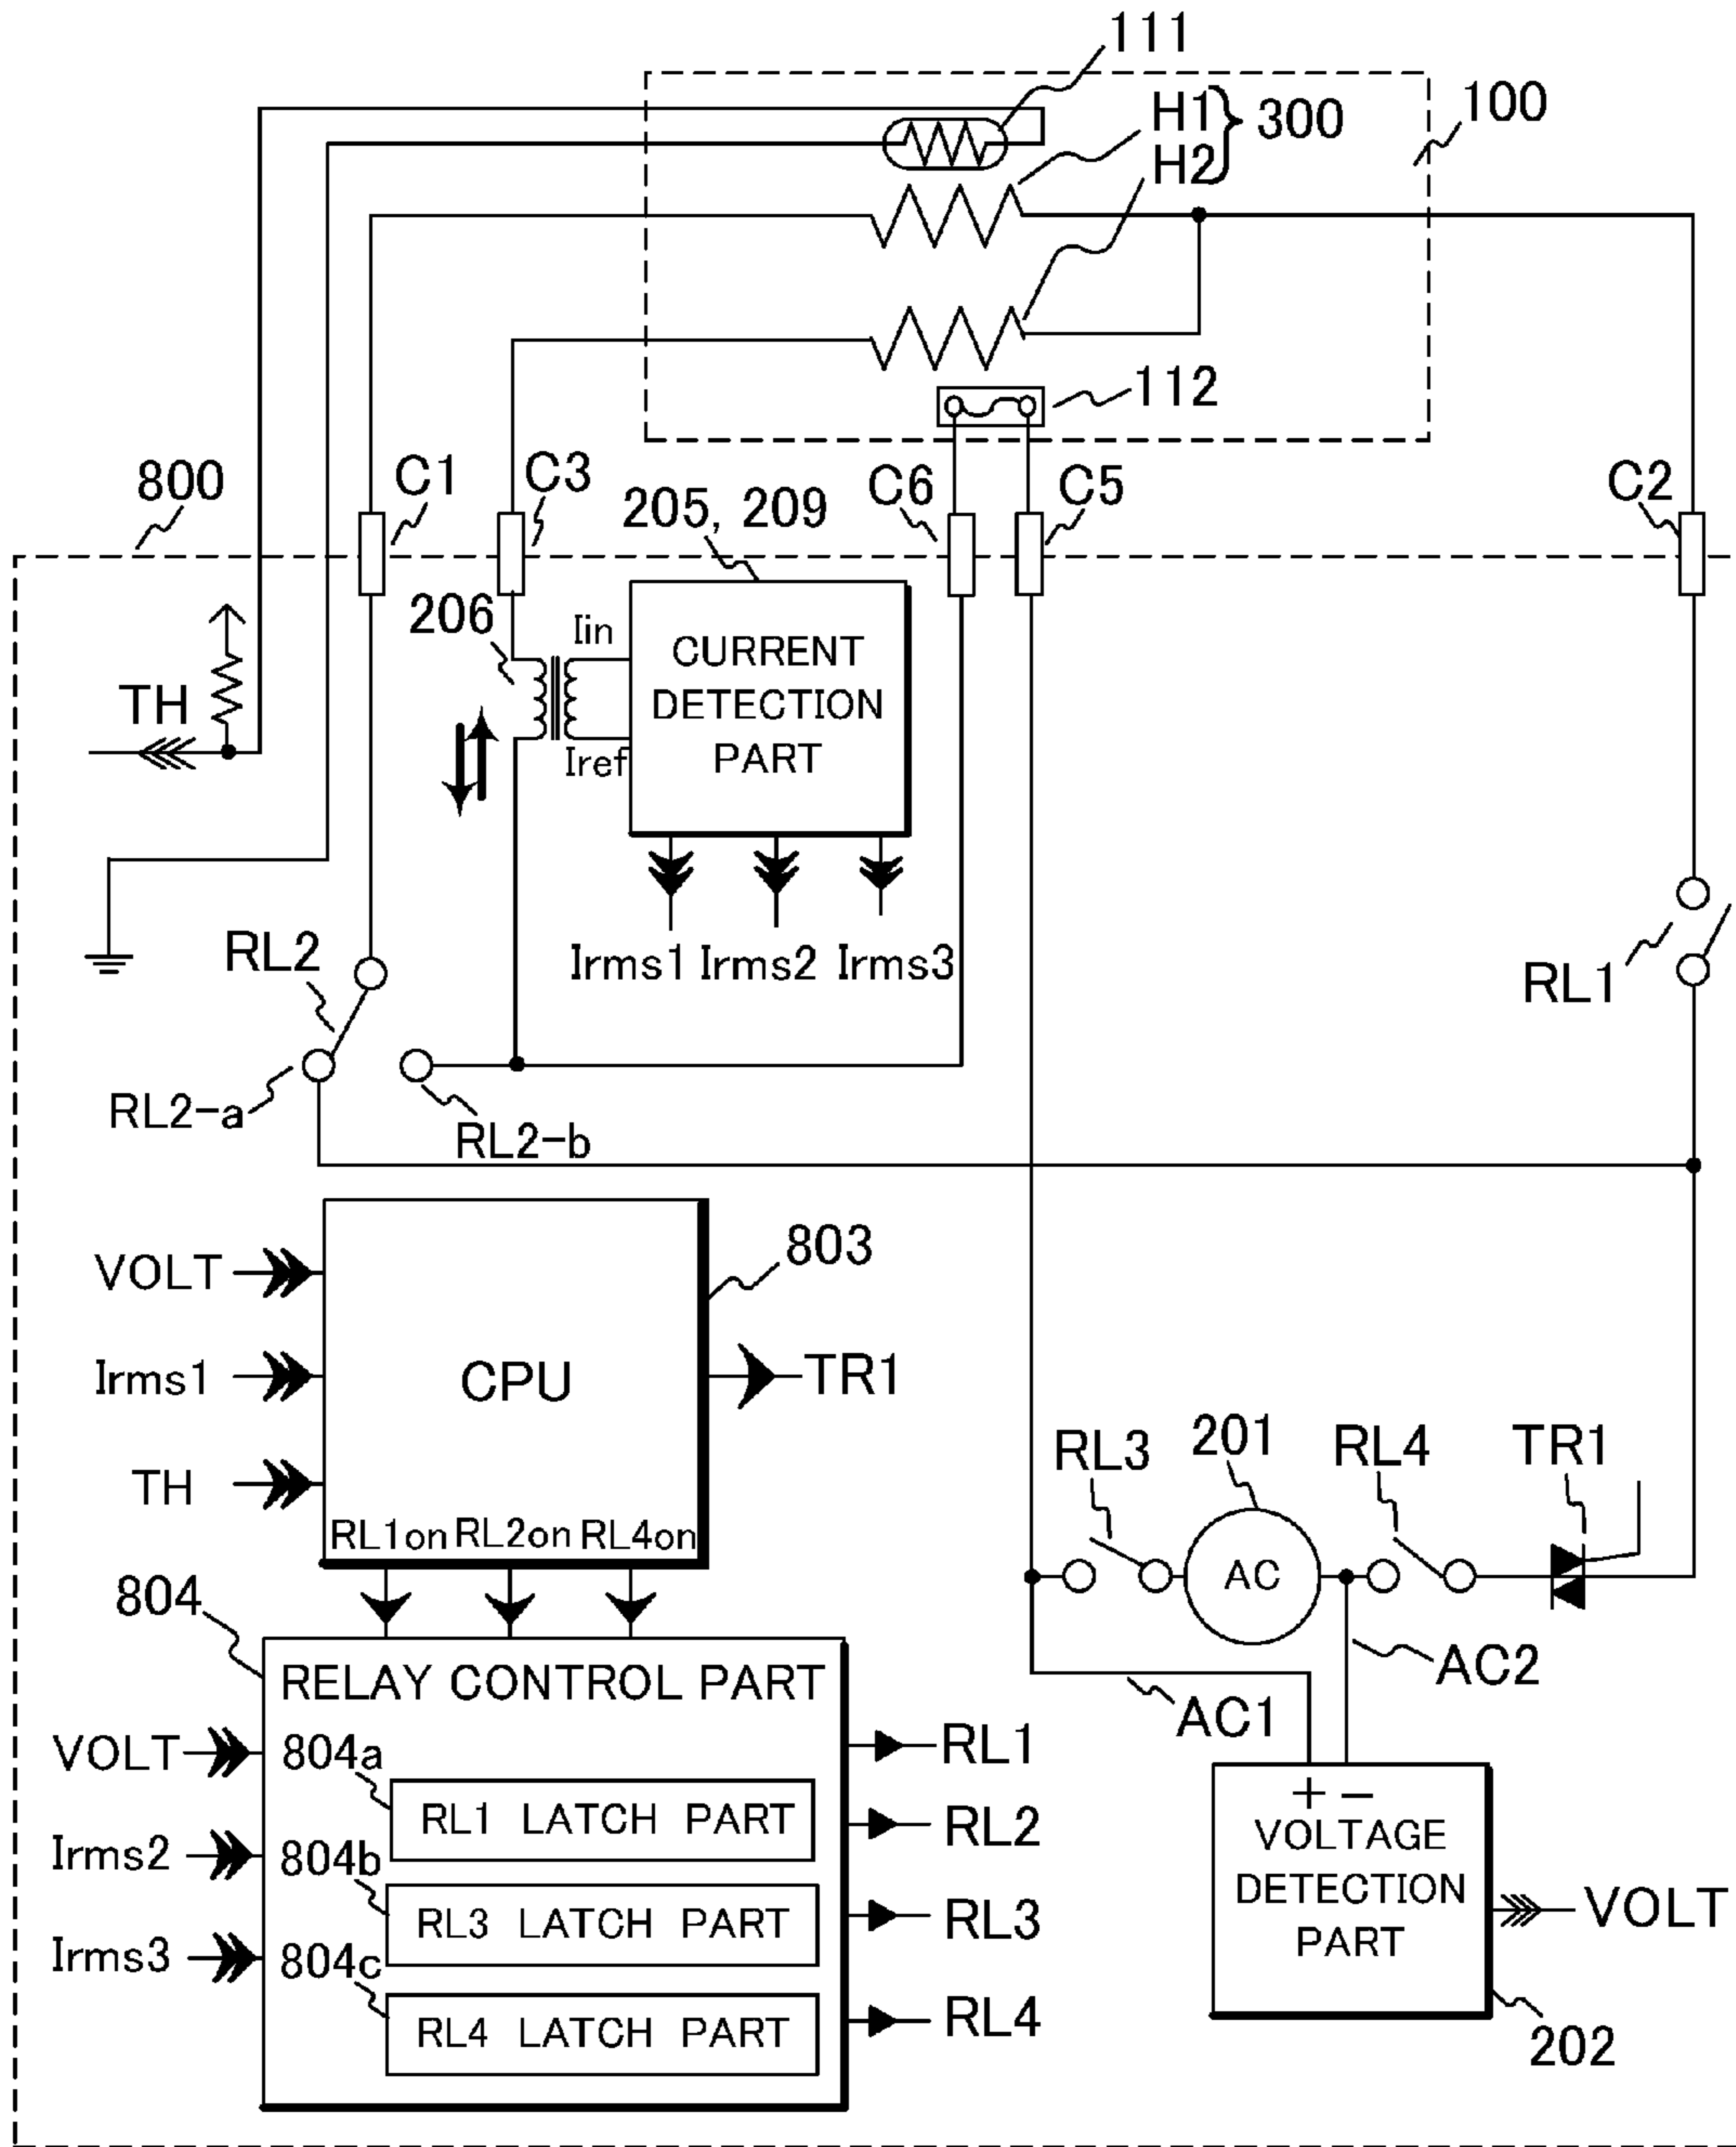 111
H1
H2
300
100
112
800
C1
C3
C6
C5
C2
205, 209
206
Iin
Iref
CURRENT
DETECTION
PART
TH
Irms1 Irms2 Irms3
RL2
RL1
RL2-a
RL2-b
803
VOLT
Irms1
TH
CPU
TR1
RL1on RL2on RL4on
RL3
201
RL4
TR1
AC
AC1
AC2
804
RELAY CONTROL PART
VOLT
Irms2
Irms3
804a
RL1 LATCH PART
804b
RL3 LATCH PART
804c
RL4 LATCH PART
RL1
RL2
RL3
RL4
+ −
VOLTAGE
DETECTION
PART
VOLT
202